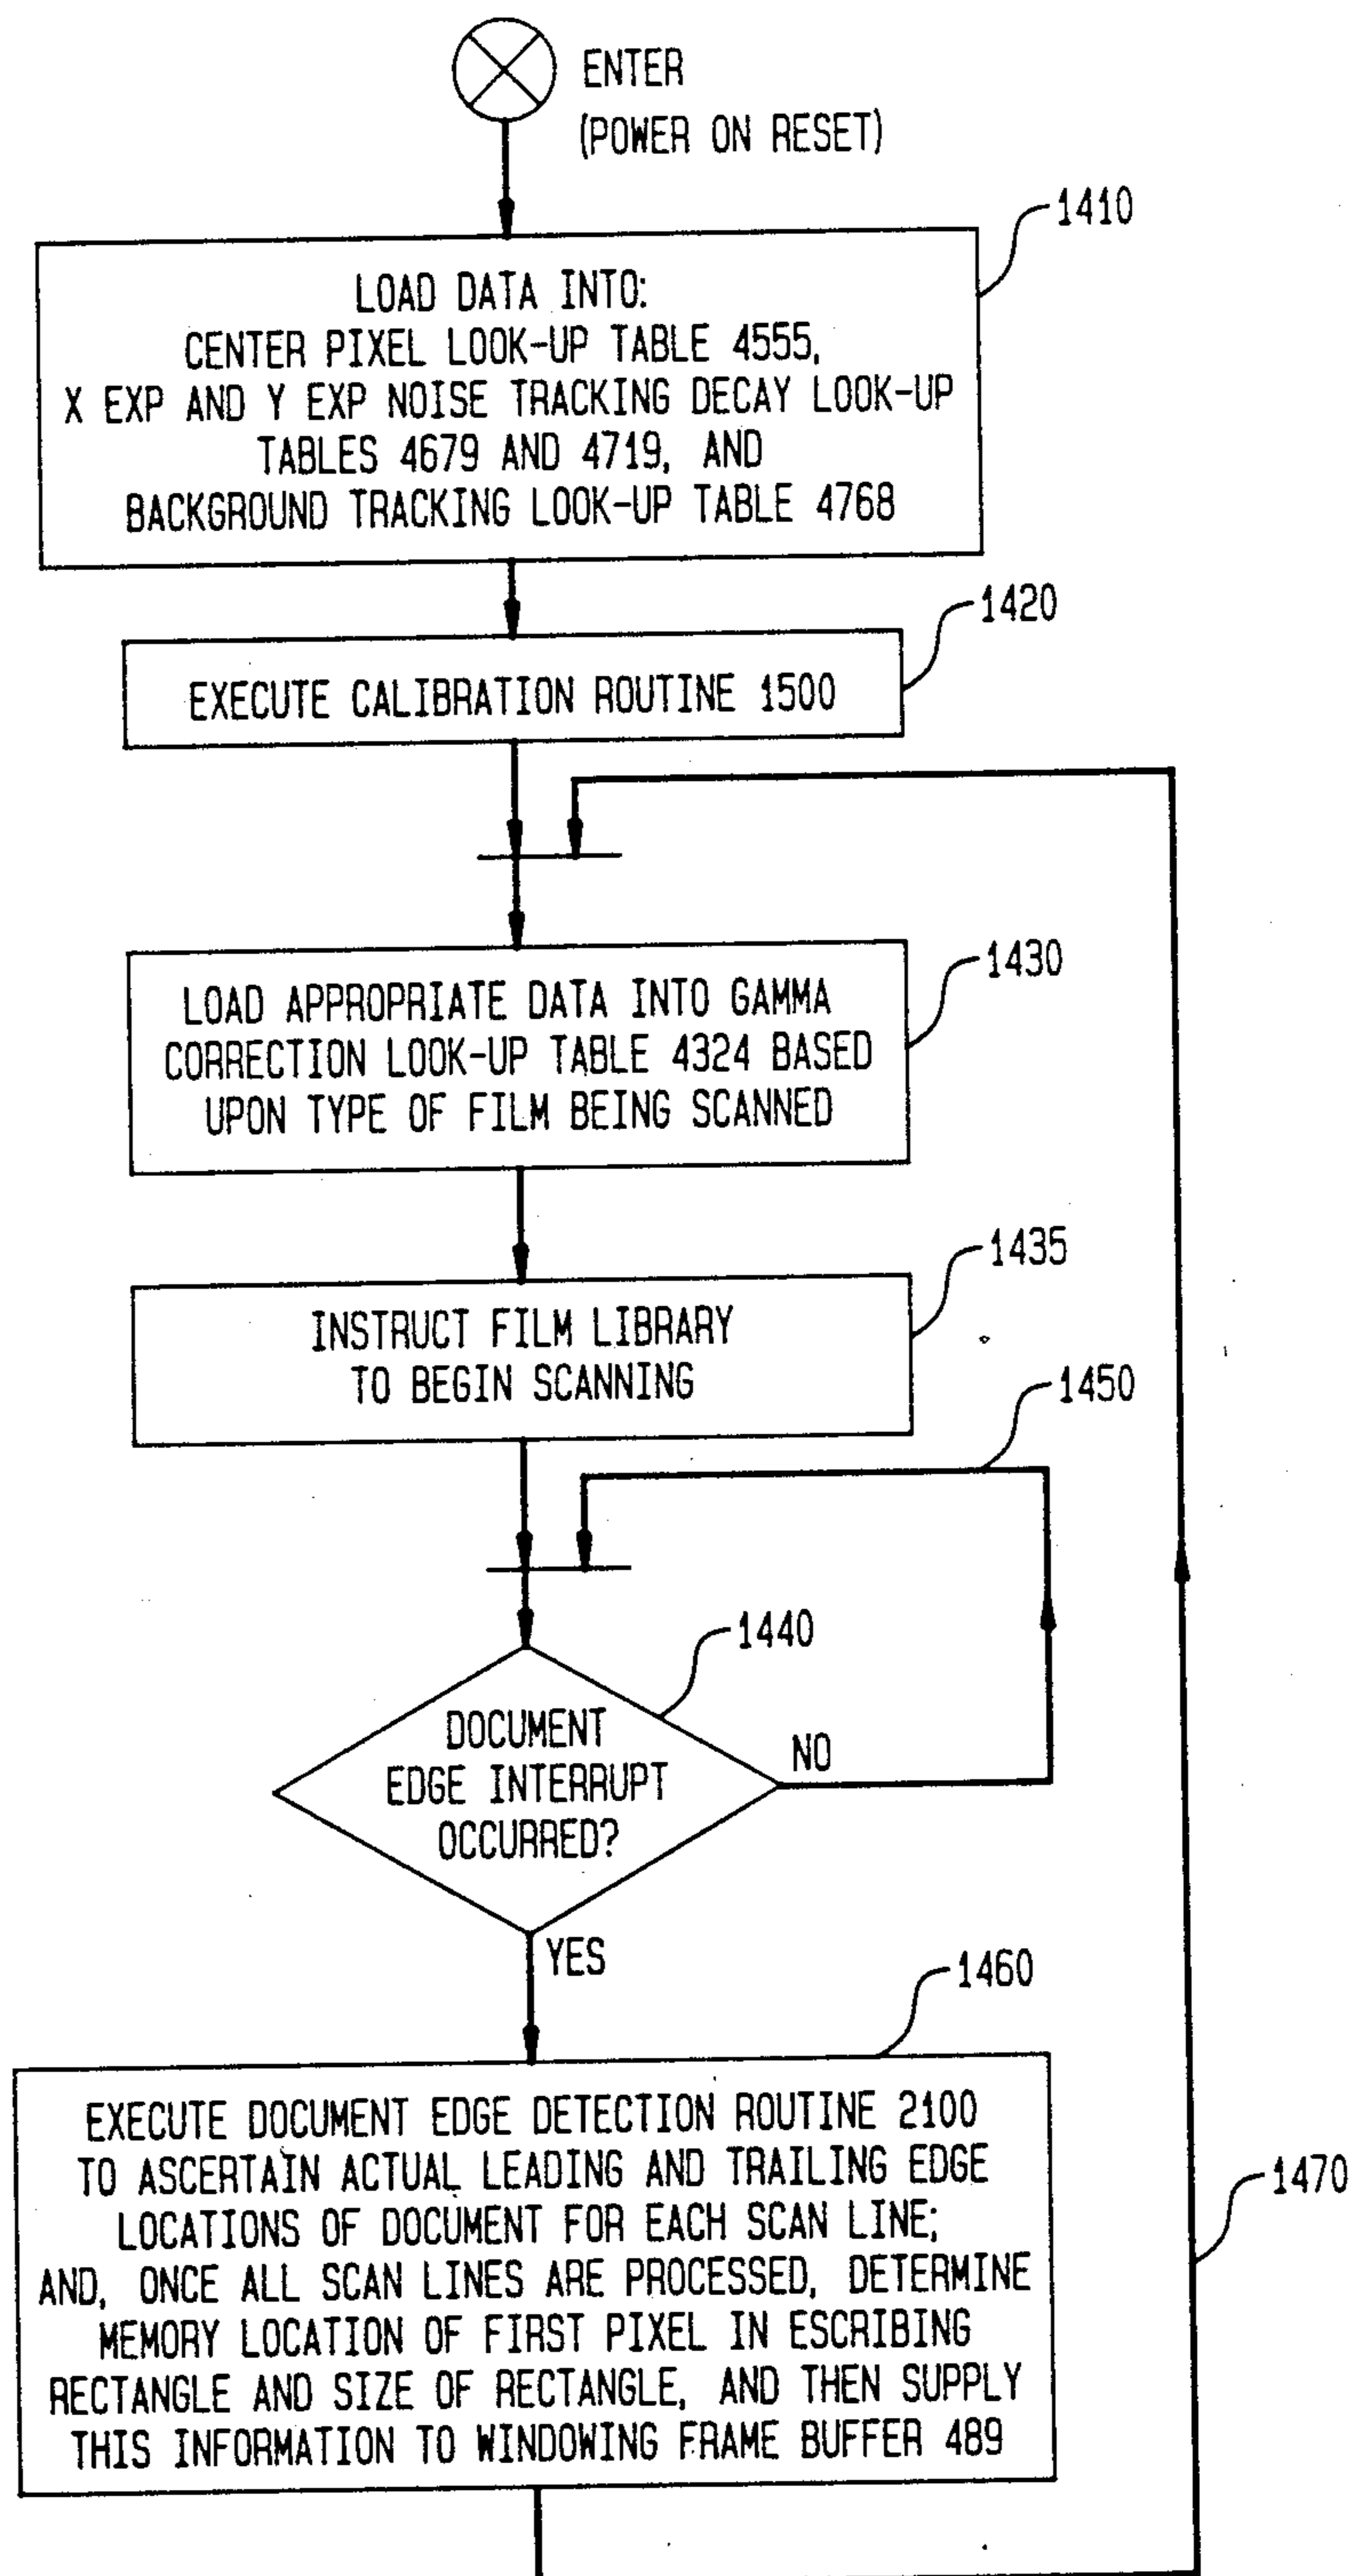 ENTER
(POWER ON RESET)
1410
LOAD DATA INTO:
CENTER PIXEL LOOK-UP TABLE 4555,
X EXP AND Y EXP NOISE TRACKING DECAY LOOK-UP
TABLES 4679 AND 4719, AND
BACKGROUND TRACKING LOOK-UP TABLE 4768
1420
EXECUTE CALIBRATION ROUTINE 1500
1430
LOAD APPROPRIATE DATA INTO GAMMA
CORRECTION LOOK-UP TABLE 4324 BASED
UPON TYPE OF FILM BEING SCANNED
1435
INSTRUCT FILM LIBRARY
TO BEGIN SCANNING
1450
1440
DOCUMENT
EDGE INTERRUPT
OCCURRED?
NO
YES
1460
EXECUTE DOCUMENT EDGE DETECTION ROUTINE 2100
TO ASCERTAIN ACTUAL LEADING AND TRAILING EDGE
LOCATIONS OF DOCUMENT FOR EACH SCAN LINE;
AND, ONCE ALL SCAN LINES ARE PROCESSED, DETERMINE
MEMORY LOCATION OF FIRST PIXEL IN ESCRIBING
RECTANGLE AND SIZE OF RECTANGLE, AND THEN SUPPLY
THIS INFORMATION TO WINDOWING FRAME BUFFER 489
1470